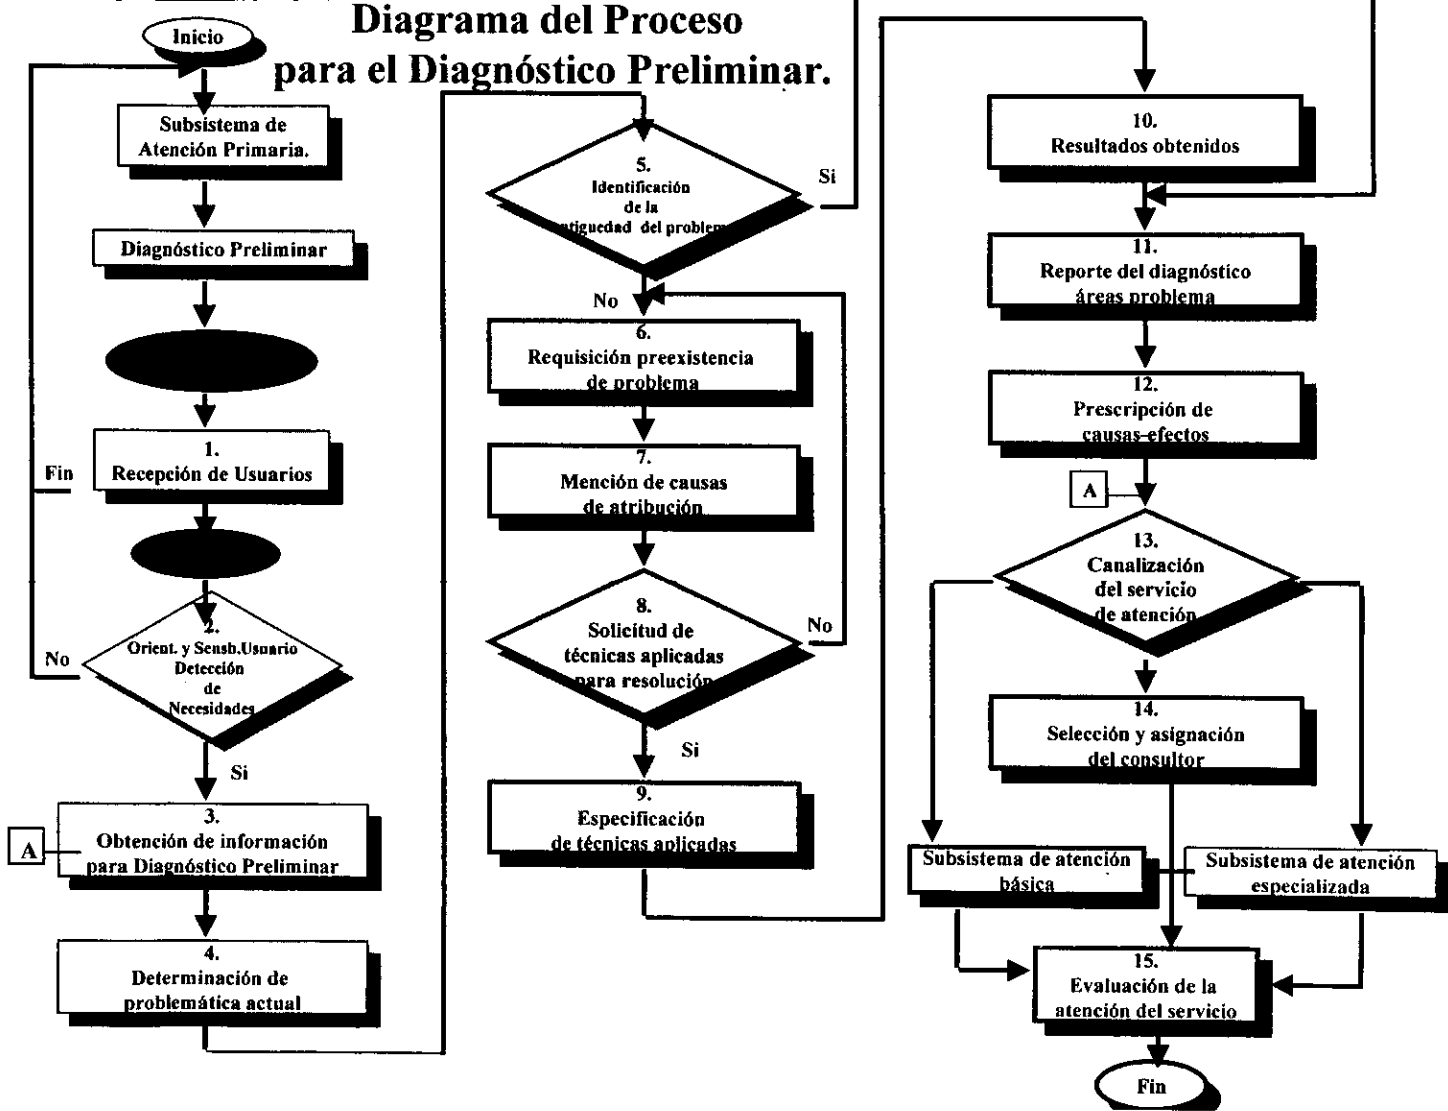 Diagrama del Proceso
para el Diagnóstico Preliminar.
Inicio
Subsistema de
Atención Primaria.
Diagnóstico Preliminar
1.
Recepción de Usuarios
Fin
2.
Orient. y Sensb.Usuario
Detección
de
Necesidades
No
Si
3.
Obtención de información
para Diagnóstico Preliminar
A
4.
Determinación de
problemática actual
5.
Identificación
de la
ntiguedad del problem
Si
No
6.
Requisición preexistencia
de problema
7.
Mención de causas
de atribución
8.
Solicitud de
técnicas aplicadas
para resolución
No
Si
9.
Especificación
de técnicas aplicadas
10.
Resultados obtenidos
11.
Reporte del diagnóstico
áreas problema
12.
Prescripción de
causas-efectos
A
13.
Canalización
del servicio
de atención
14.
Selección y asignación
del consultor
Subsistema de atención
básica
Subsistema de atención
especializada
15.
Evaluación de la
atención del servicio
Fin